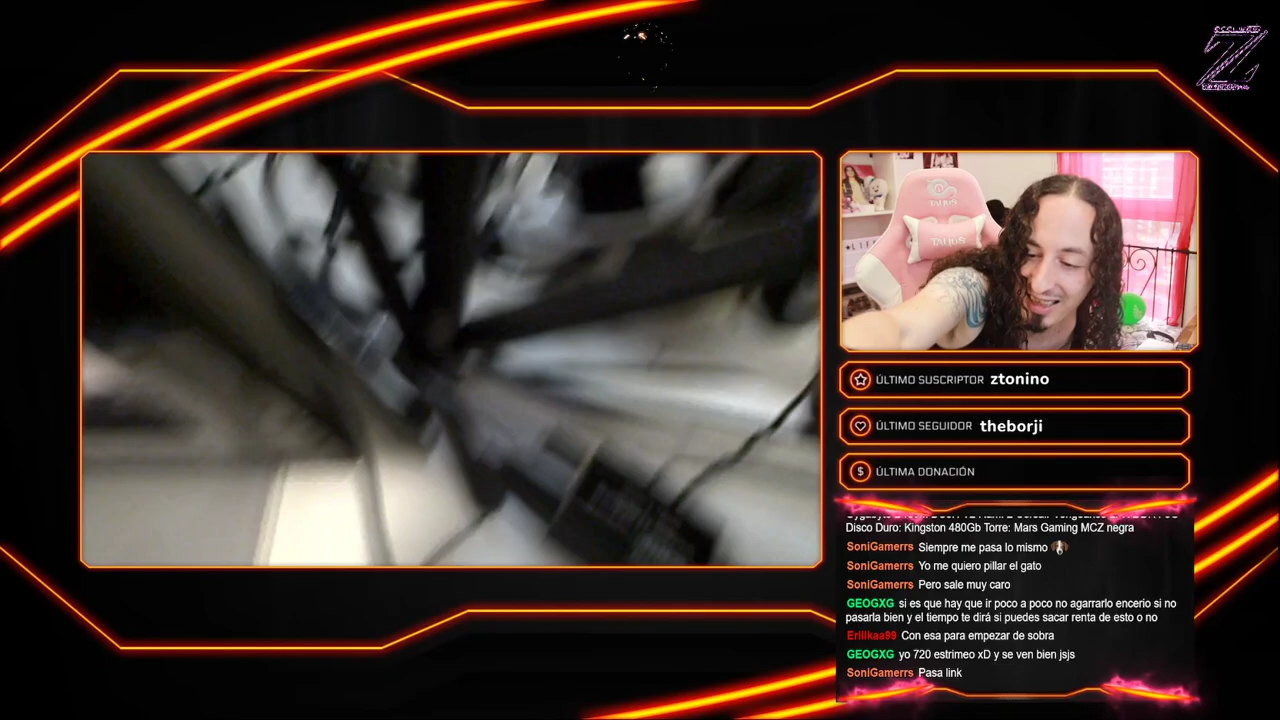 TALIUS
TALIUS
ÚLTIMO SUSCRIPTOR ztonino
ÚLTIMO SEGUIDOR theborji
ÚLTIMA DONACIÓN
Disco Duro: Kingston 480Gb Torre: Mars Gaming MCZ negra
SoniGamerrs Siempre me pasa lo mismo
SoniGamerrs Yo me quiero pillar el gato
SoniGamerrs Pero sale muy caro
GEOGXG si es que hay que ir poco a poco no agarrarlo encerio si no
pasarla bien y el tiempo te dirá si puedes sacar renta de esto o no
Erillkaa99 Con esa para empezar de sobra
GEOGXG yo 720 estrimeo xD y se ven bien jsjs
SoniGamerrs Pasa link